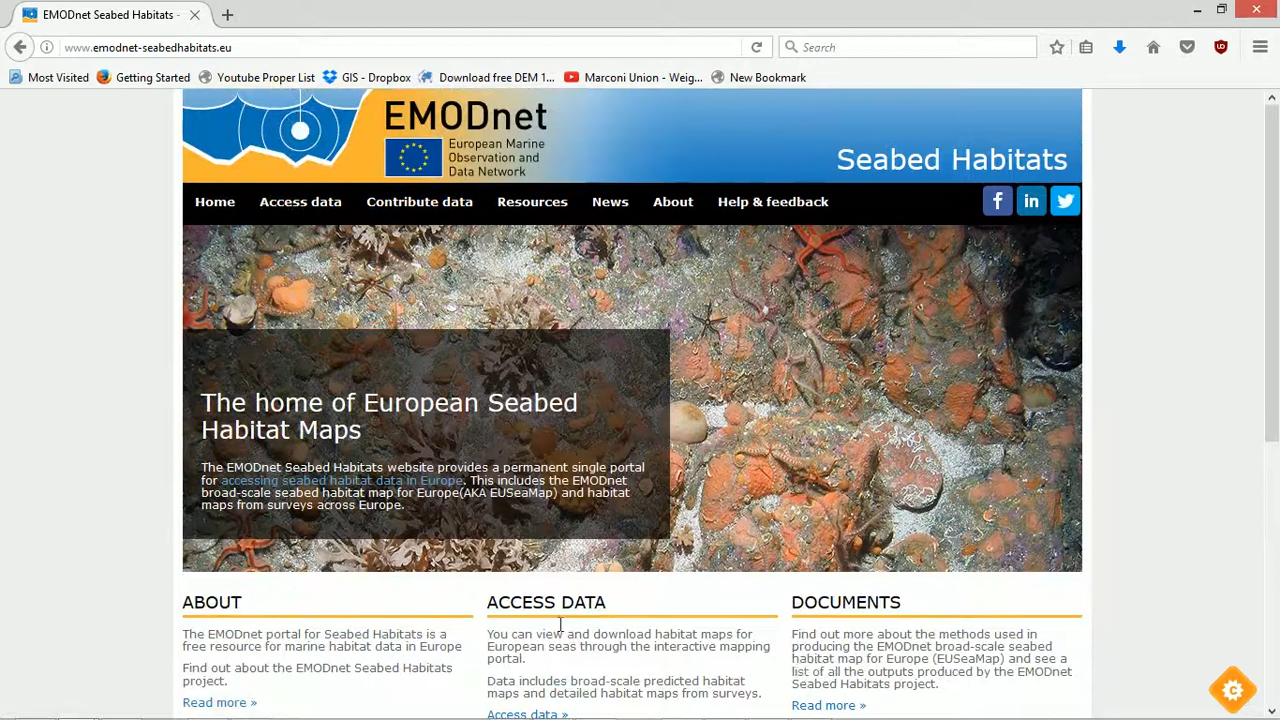 EMODnet Seabed Habitats -
www.emodnet-seabedhabitats.eu
Search
Most Visited
Getting Started
Youtube Proper List
GIS - Dropbox
Download free DEM 1...
Marconi Union - Weig...
New Bookmark
EMODnet
European Marine
Observation and
Data Network
Seabed Habitats
Home
Access data
Contribute data
Resources
News
About
Help & feedback
The home of European Seabed
Habitat Maps
The EMODnet Seabed Habitats website provides a permanent single portal
for accessing seabed habitat data in Europe. This includes the EMODnet
broad-scale seabed habitat map for Europe(AKA EUSeaMap) and habitat
maps from surveys across Europe.
ABOUT
The EMODnet portal for Seabed Habitats is a
free resource for marine habitat data in Europe
Find out about the EMODnet Seabed Habitats
project.
Read more »
ACCESS DATA
You can view and download habitat maps for
European seas through the interactive mapping
portal.
Data includes broad-scale predicted habitat
maps and detailed habitat maps from surveys.
Access data »
DOCUMENTS
Find out more about the methods used in
producing the EMODnet broad-scale seabed
habitat map for Europe (EUSeaMap) and see a
list of all the outputs produced by the EMODnet
Seabed Habitats project.
Read more »